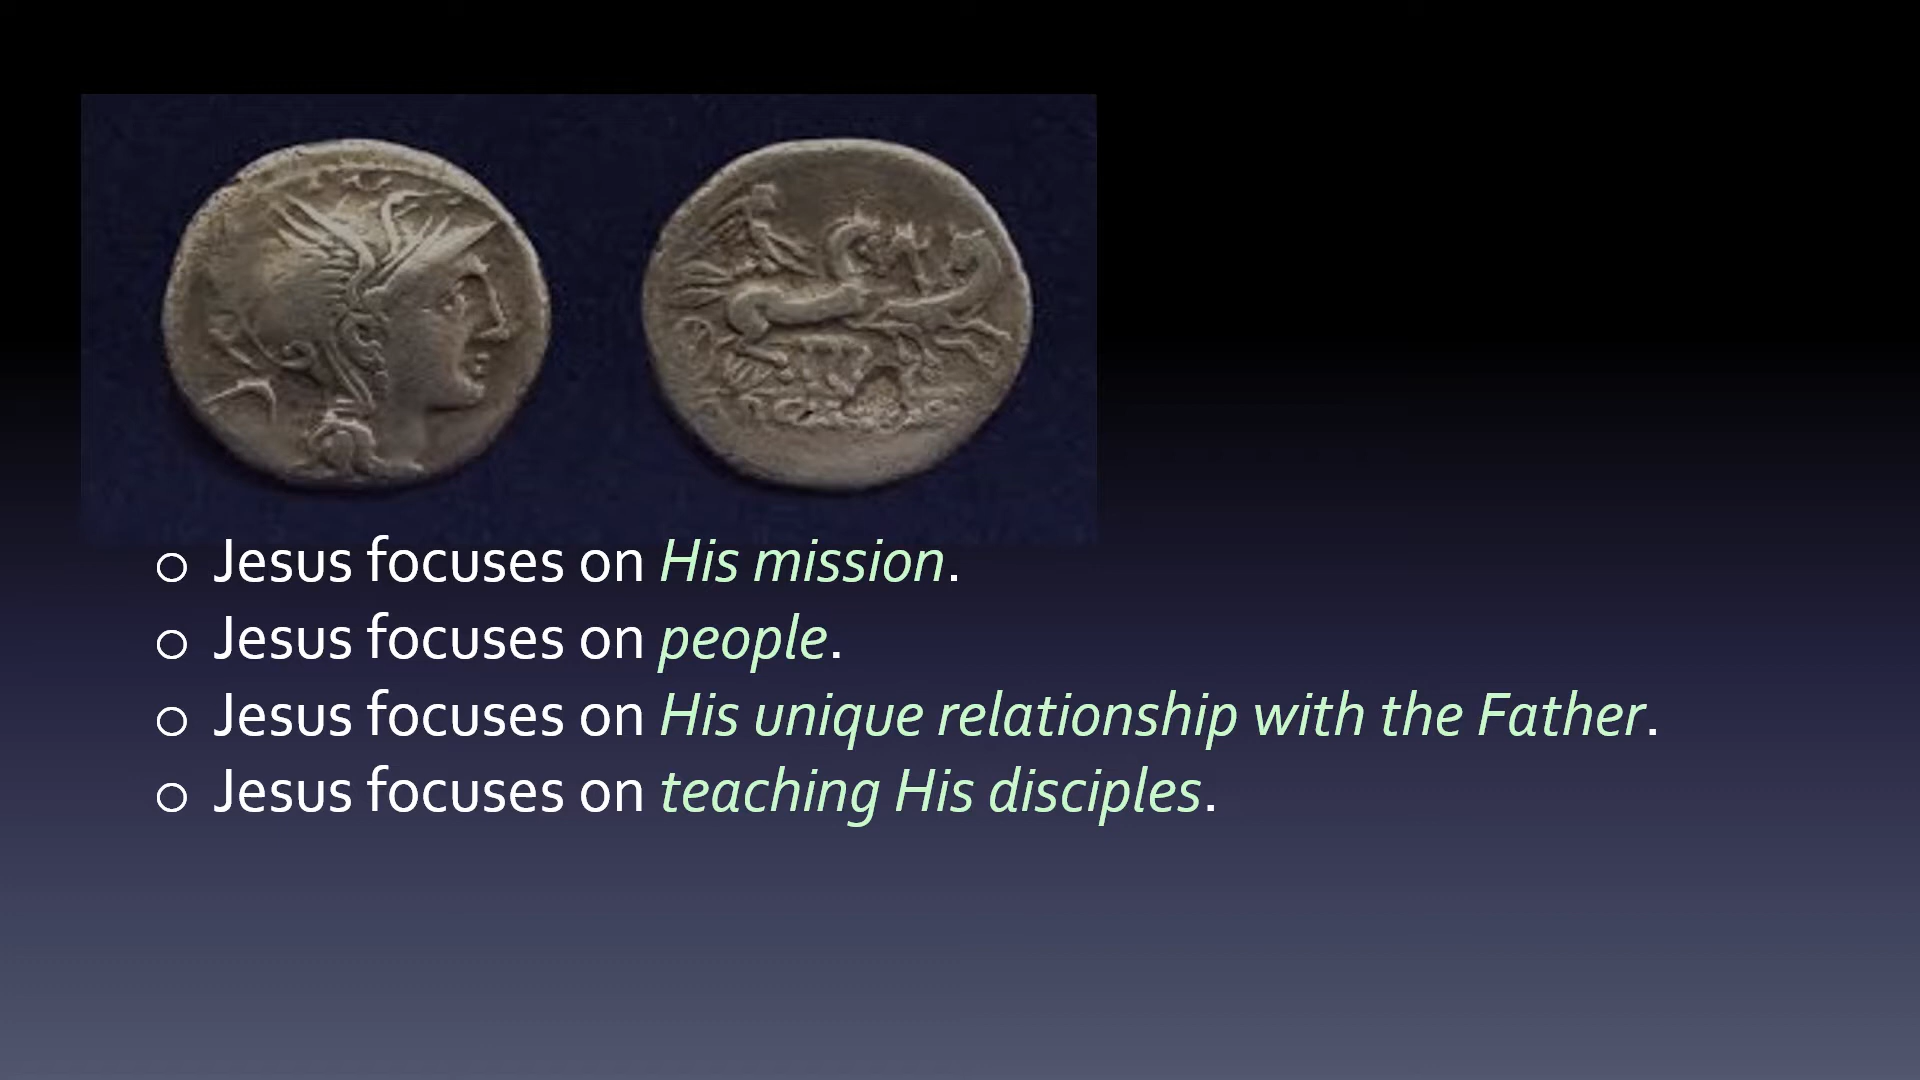 o Jesus focuses on His mission.
o Jesus focuses on people.
o Jesus focuses on His unique relationship with the Father.
o Jesus focuses on teaching His disciples.